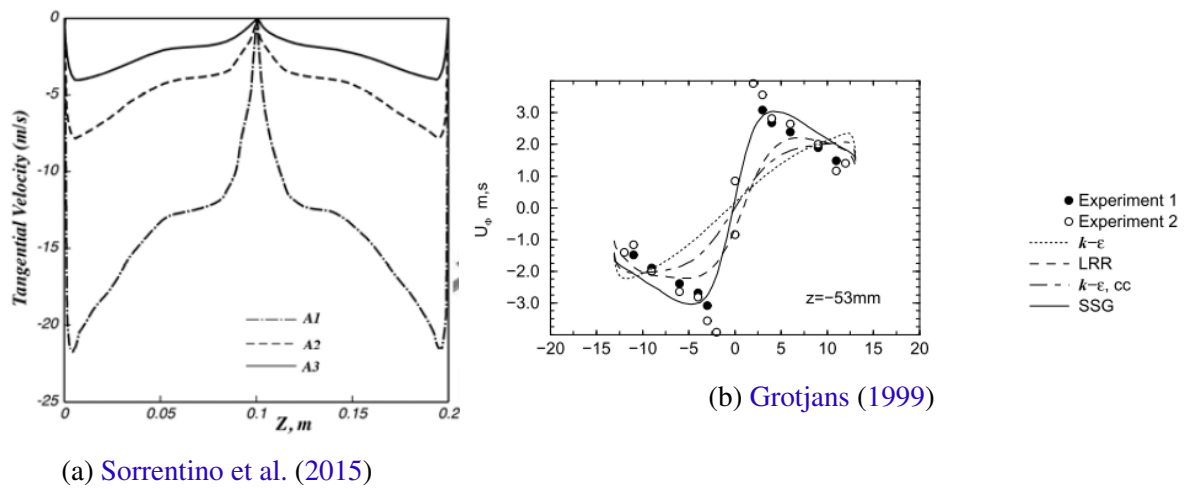 Tangential Velocity (m/s)
0
-5
-10
-15
-20
-25
A1
A2
A3
0
0.05
0.1
0.15
0.2
Z, m
(a) Sorrentino et al. (2015)
U_Φ m,s
3.0
2.0
1.0
0.0
−1.0
−2.0
−3.0
z=−53mm
−20 −15 −10 −5 0 5 10 15 20
(b) Grotjans (1999)
Experiment 1
Experiment 2
k−ε
LRR
k−ε, cc
SSG